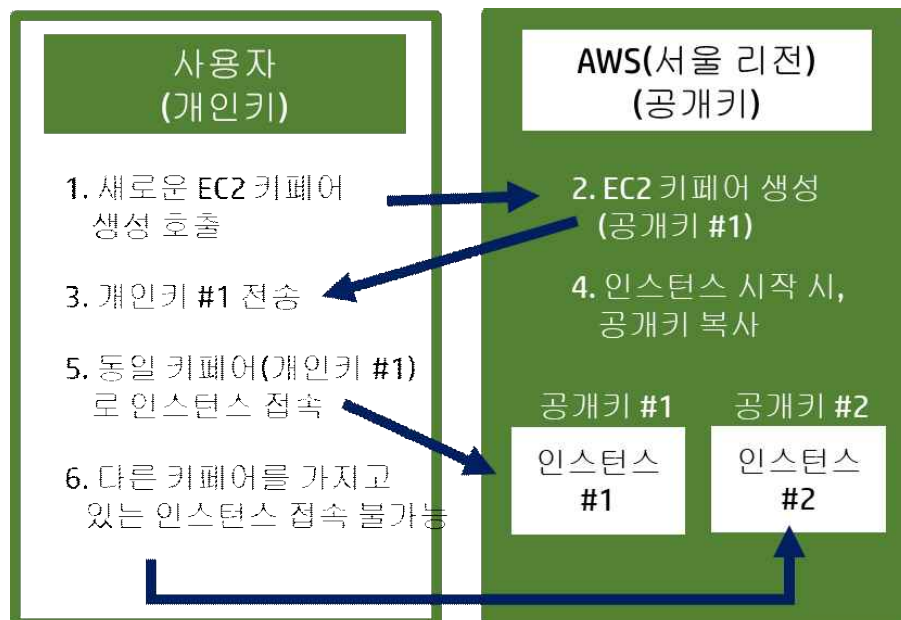 사용자
(개인키)
1. 새로운 EC2 키페어
생성 호출
3. 개인키 #1 전송
5. 동일 키페어(개인키 #1)
로 인스턴스 접속
6. 다른 키페어를 가지고
있는 인스턴스 접속 불가능
AWS(서울 리전)
(공개키)
2. EC2 키페어 생성
(공개키 #1)
4. 인스턴스 시작 시,
공개키 복사
공개키 #1
공개키 #2
인스턴스
#1
인스턴스
#2